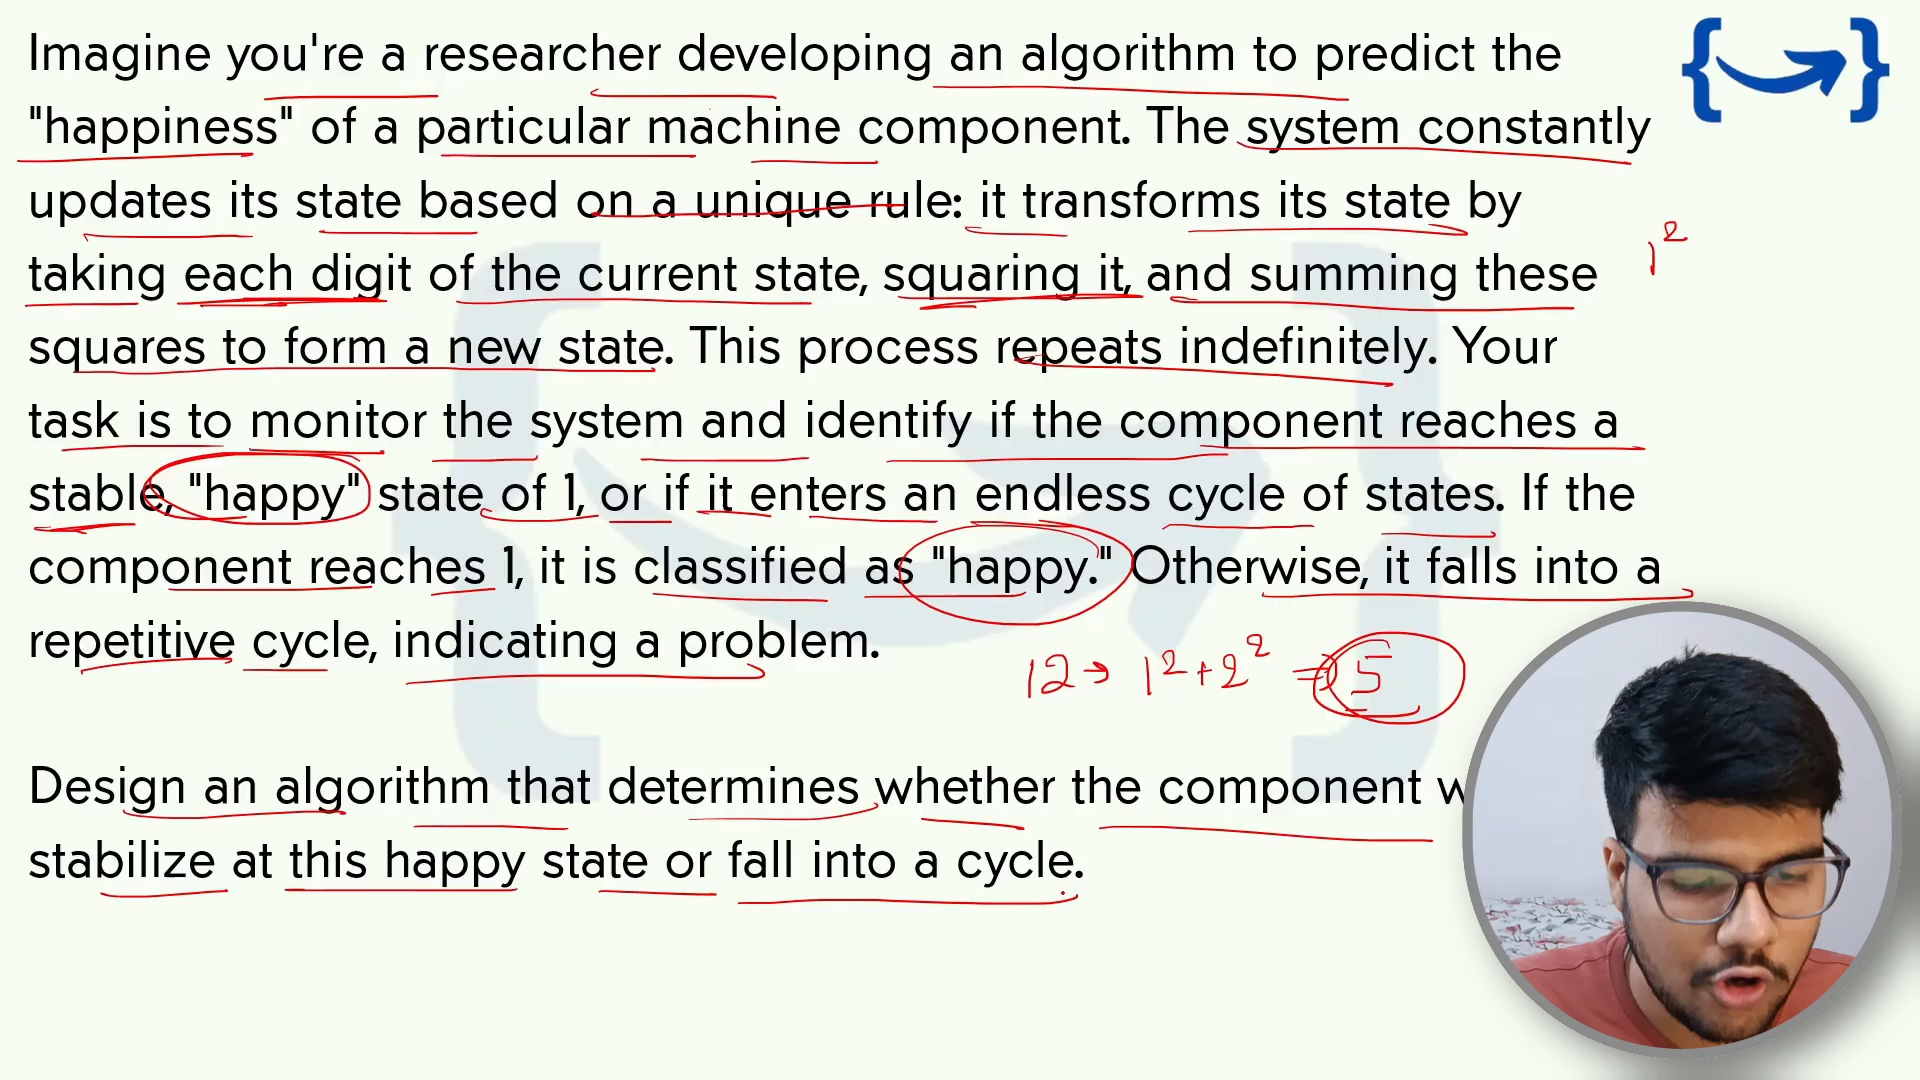 Imagine you're a researcher developing an algorithm to predict the
"happiness" of a particular machine component. The system constantly
updates its state based on a unique rule: it transforms its state by
taking each digit of the current state, squaring it, and summing these
1²
squares to form a new state. This process repeats indefinitely. Your
task is to monitor the system and identify if the component reaches a
stable, "happy" state of 1, or if it enters an endless cycle of states. If the
component reaches 1, it is classified as "happy." Otherwise, it falls into a
repetitive cycle, indicating a problem.
12 → 1² + 2² ⇒ 5
Design an algorithm that determines whether the component
stabilize at this happy state or fall into a cycle.